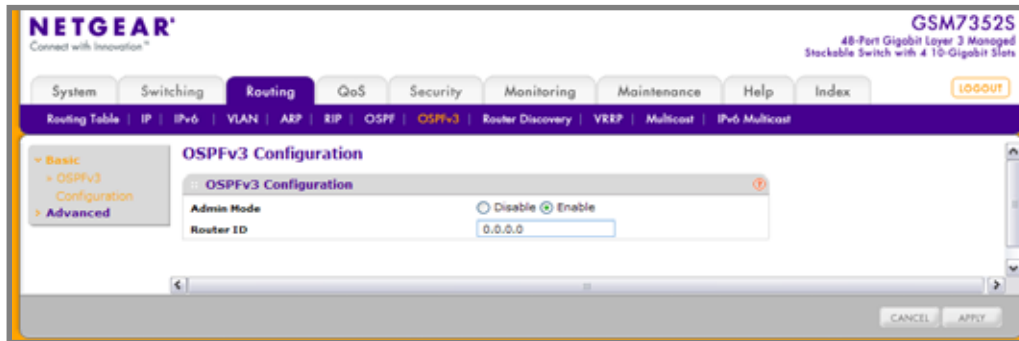 NETGEAR®
Connect with Innovation™
GSM7352S
48-Port Gigabit Layer 3 Managed
Stackable Switch with 4 10-Gigabit Slots
System Switching Routing QoS Security Monitoring Maintenance Help Index LOGOUT
Routing Table | IP | IPv6 | VLAN | ARP | RIP | OSPF | OSPFv3 | Router Discovery | VRRP | Multicast | IPv6 Multicast
Basic
OSPFv3
Configuration
Advanced
OSPFv3 Configuration
OSPFv3 Configuration
Admin Mode Disable Enable
Router ID 0.0.0.0
CANCEL APPLY